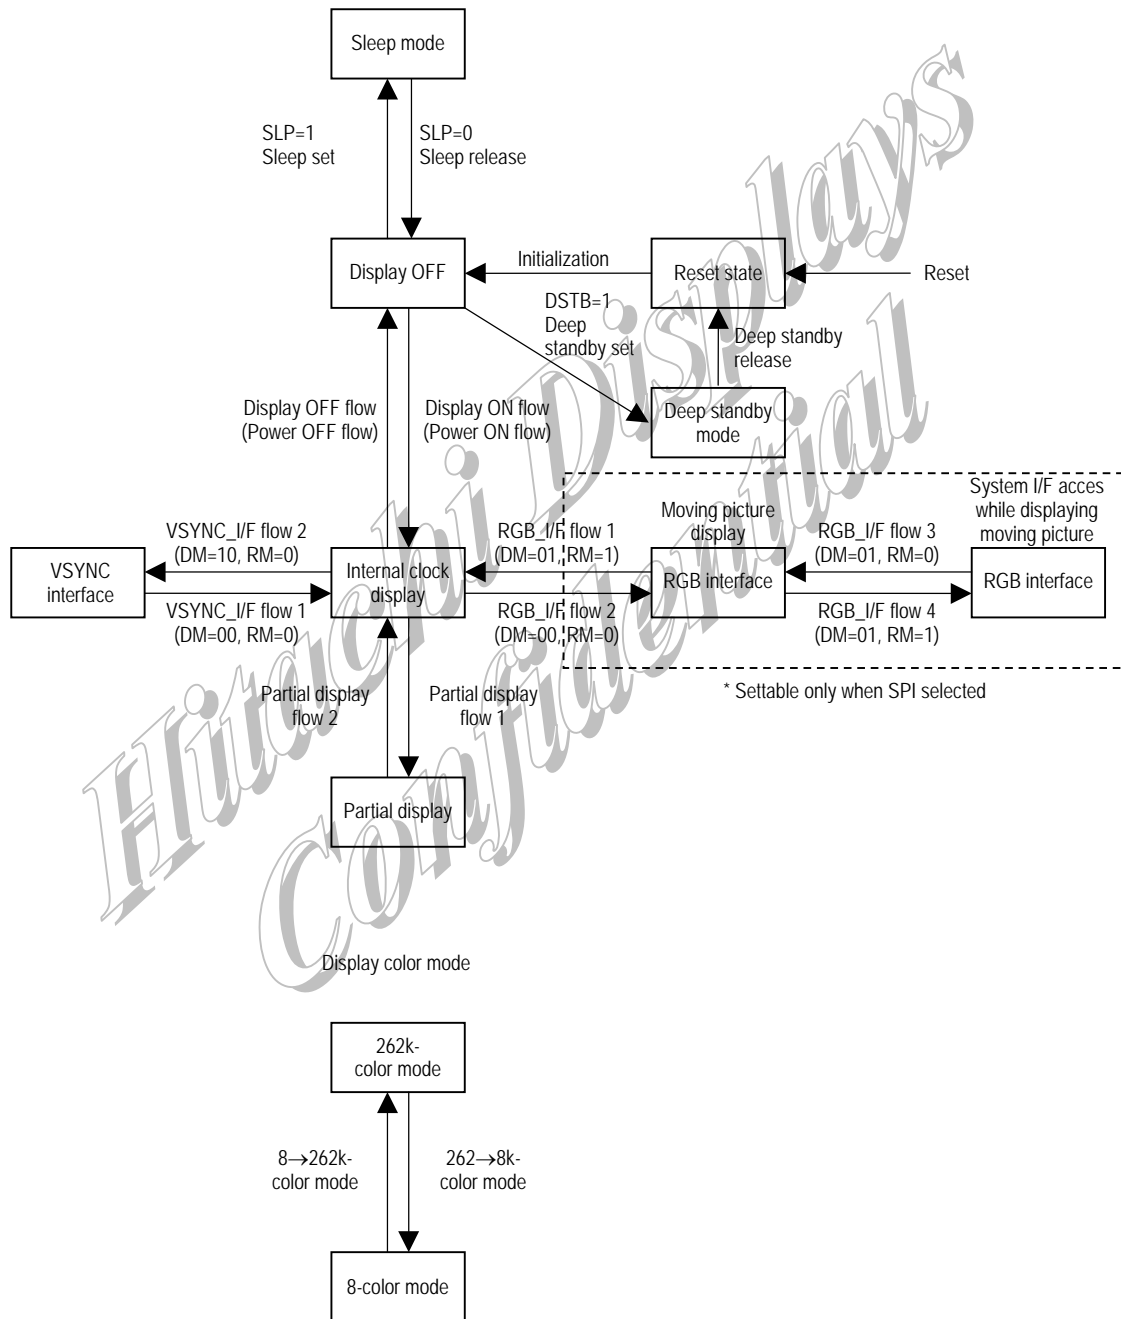 Sleep mode
SLP=1
Sleep set
SLP=0
Sleep release
Display OFF
Initialization
Reset state
Reset
DSTB=1
Deep
standby set
Deep standby
release
Deep standby
mode
Display OFF flow
(Power OFF flow)
Display ON flow
(Power ON flow)
Moving picture
display
System I/F acces
while displaying
moving picture
VSYNC_I/F flow 2
(DM=10, RM=0)
RGB_I/F flow 1
(DM=01, RM=1)
RGB_I/F flow 3
(DM=01, RM=0)
VSYNC
interface
Internal clock
display
RGB interface
RGB interface
VSYNC_I/F flow 1
(DM=00, RM=0)
RGB_I/F flow 2
(DM=00, RM=0)
RGB_I/F flow 4
(DM=01, RM=1)
* Settable only when SPI selected
Partial display
flow 2
Partial display
flow 1
Partial display
Hitachi Displays
Confidential
Display color mode
262k-
color mode
8→262k-
color mode
262→8k-
color mode
8-color mode